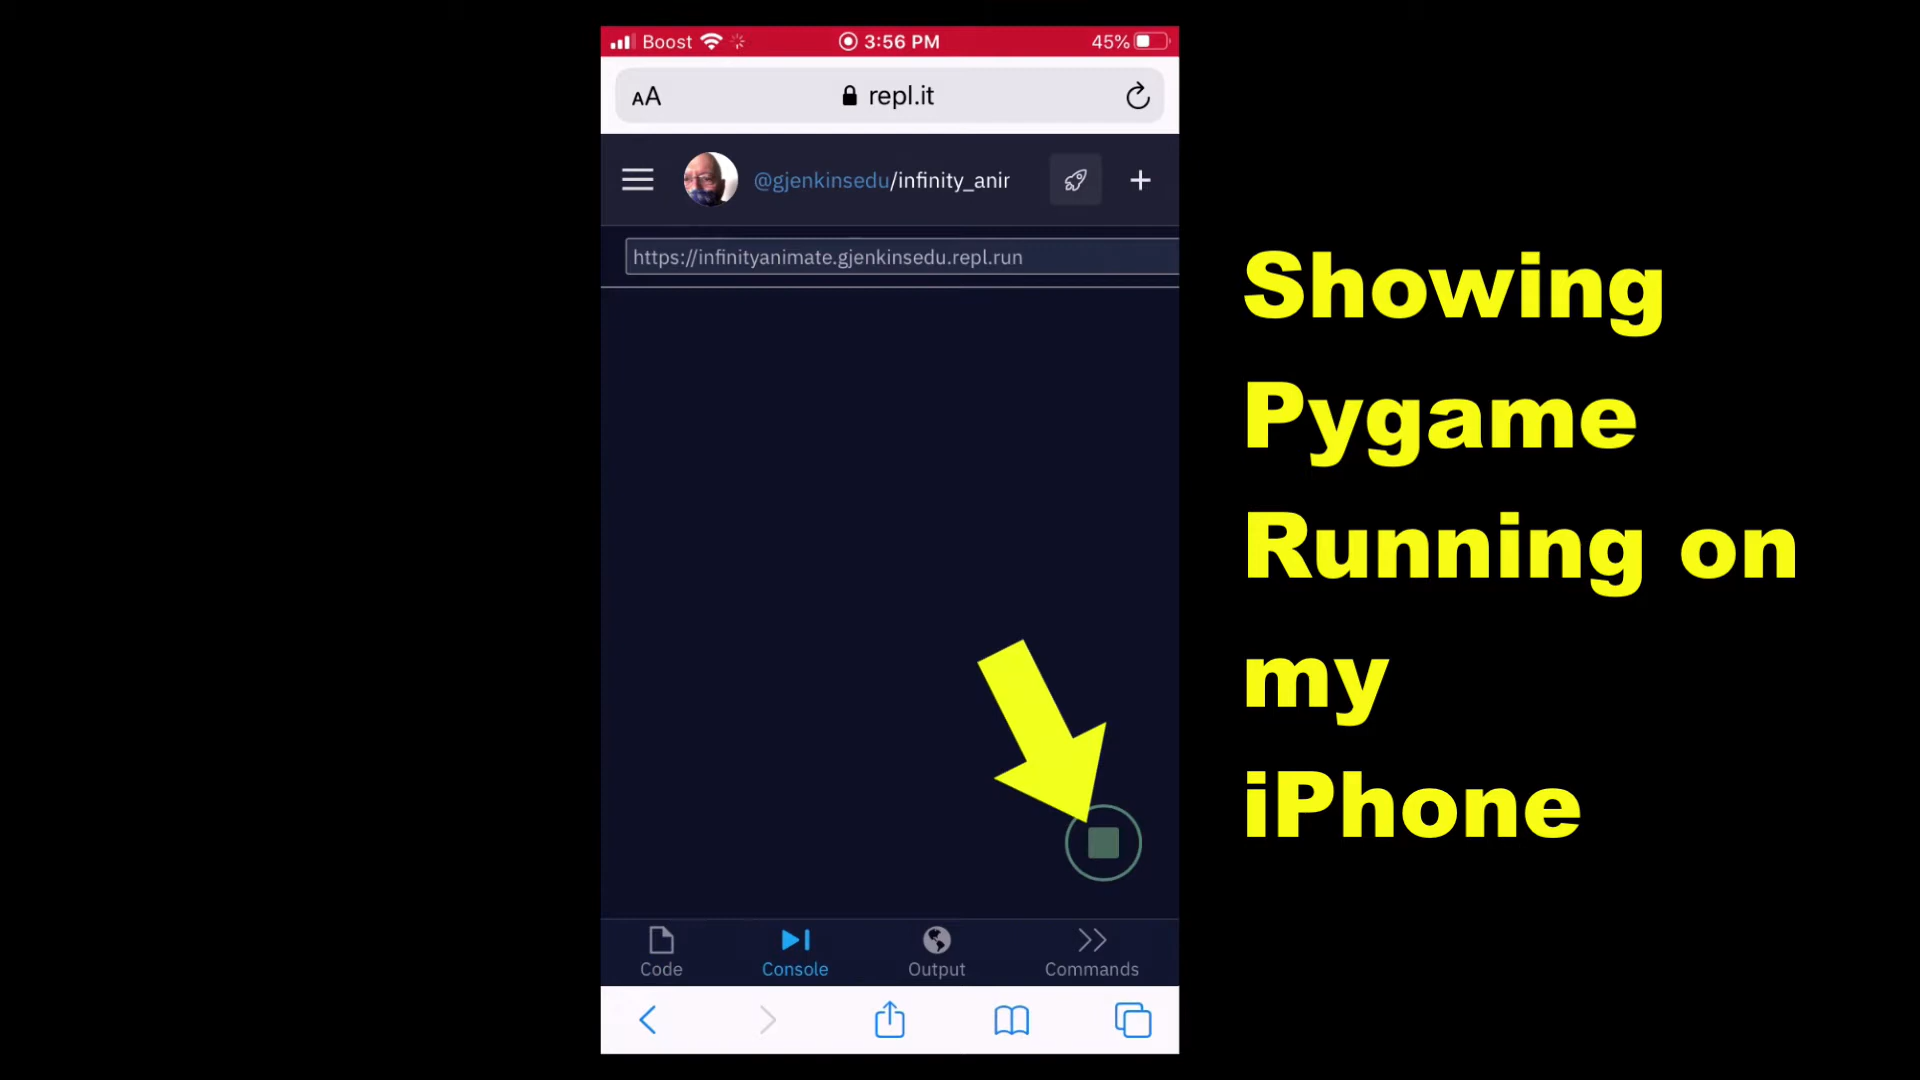 Boost 3:56 PM 45%
AA repl.it
@gjenkinsedu/infinity_anir
https://infinityanimate.gjenkinsedu.repl.run
Code Console Output Commands
Showing
Pygame
Running on
my
iPhone